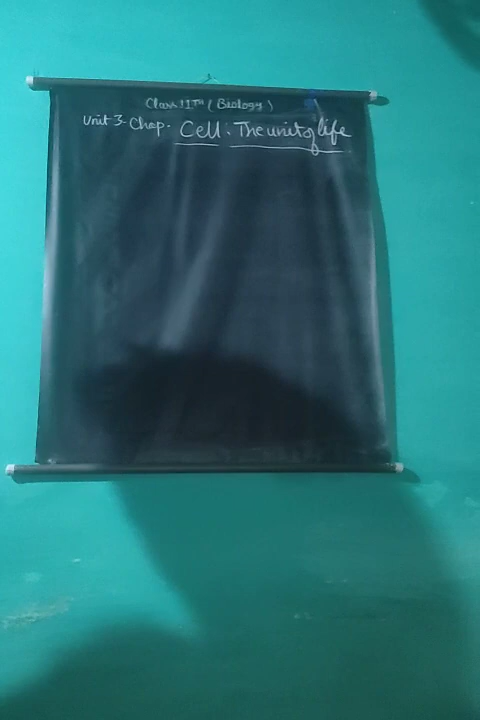 Class 11TH ( Biology )
Unit 3- Chap. Cell. The unit of life